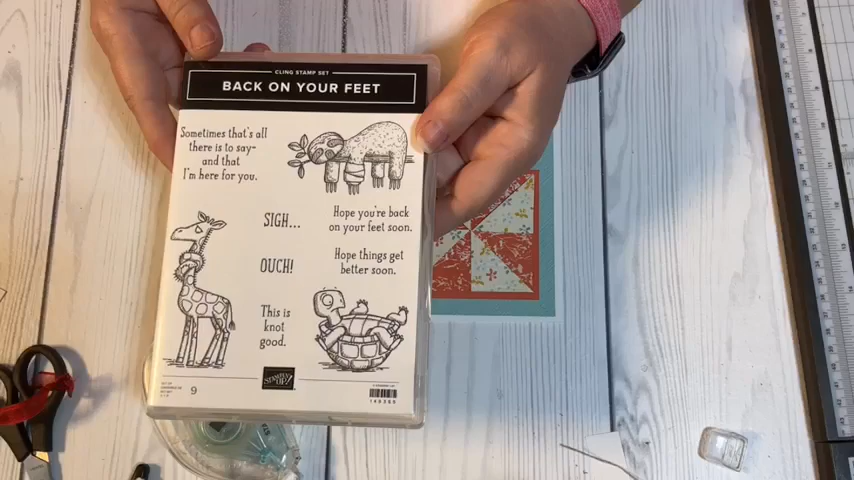 CLING STAMP SET
BACK ON YOUR FEET
Sometimes that's all
there is to say-
and that
I'm here for you.
SIGH...
Hope you're back
on your feet soon.
OUCH!
Hope things get
better soon.
This is
knot
good.
STAMPIN' UP!
9